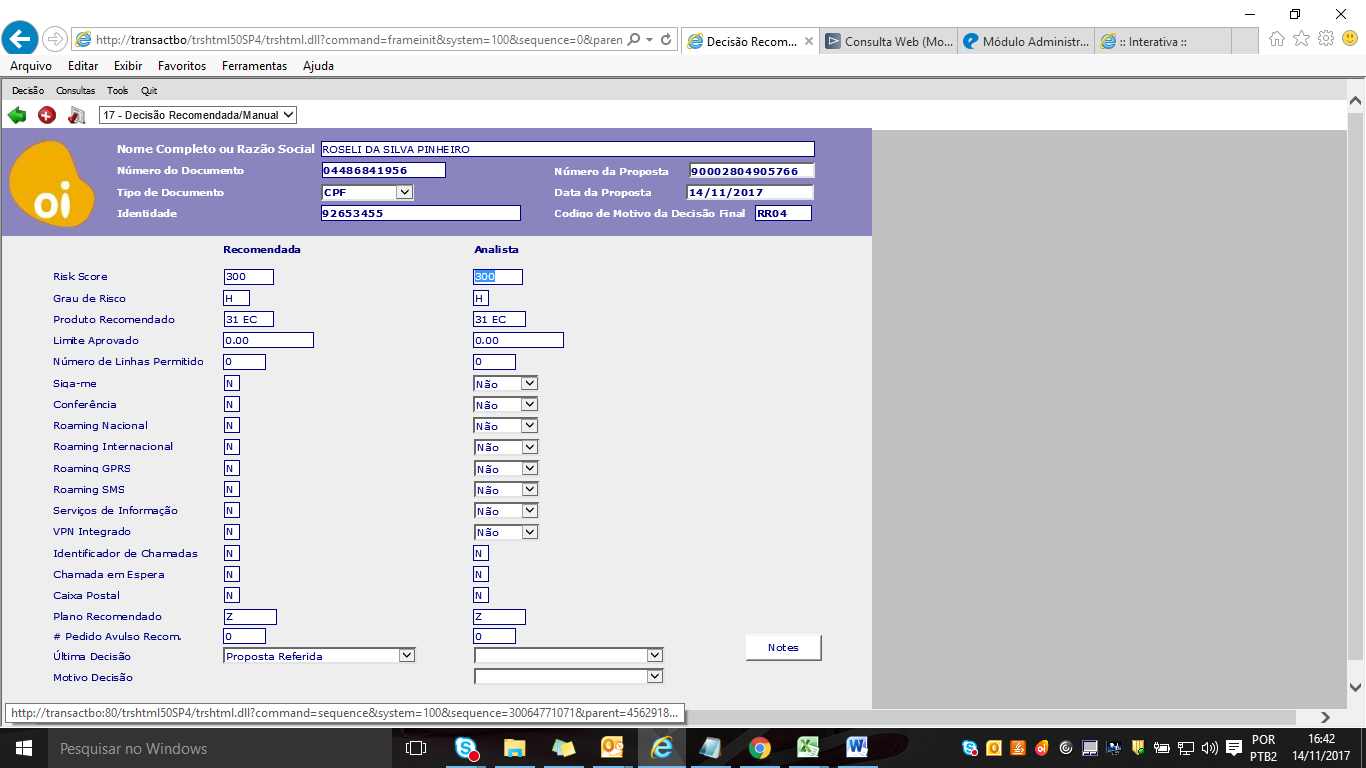 http://transactbo/trshtml50SP4/trshtml.dll?command=frameinit&system=100&sequence=0&paren
Decisão Recom...
Consulta Web (Mo...
Módulo Administr...
:: Interativa ::
Arquivo Editar Exibir Favoritos Ferramentas Ajuda
Decisão Consultas Tools Quit
17 - Decisão Recomendada/Manual
oi
Nome Completo ou Razão Social ROSELI DA SILVA PINHEIRO
Número do Documento 04486841956 Número da Proposta 90002804905766
Tipo de Documento CPF Data da Proposta 14/11/2017
Identidade 92653455 Codigo de Motivo da Decisão Final RR04
Recomendada Analista
Risk Score 300 300
Grau de Risco H H
Produto Recomendado 31 EC 31 EC
Limite Aprovado 0.00 0.00
Número de Linhas Permitido 0 0
Siga-me N Não
Conferência N Não
Roaming Nacional N Não
Roaming Internacional N Não
Roaming GPRS N Não
Roaming SMS N Não
Serviços de Informação N Não
VPN Integrado N Não
Identificador de Chamadas N N
Chamada em Espera N N
Caixa Postal N N
Plano Recomendado Z Z
# Pedido Avulso Recom. 0 0
Notes
Última Decisão Proposta Referida
Motivo Decisão
http://transactbo:80/trshtml50SP4/trshtml.dll?command=sequence&system=100&sequence=30064771071&parent=4562918...
Pesquisar no Windows
POR
PTB2
16:42
14/11/2017